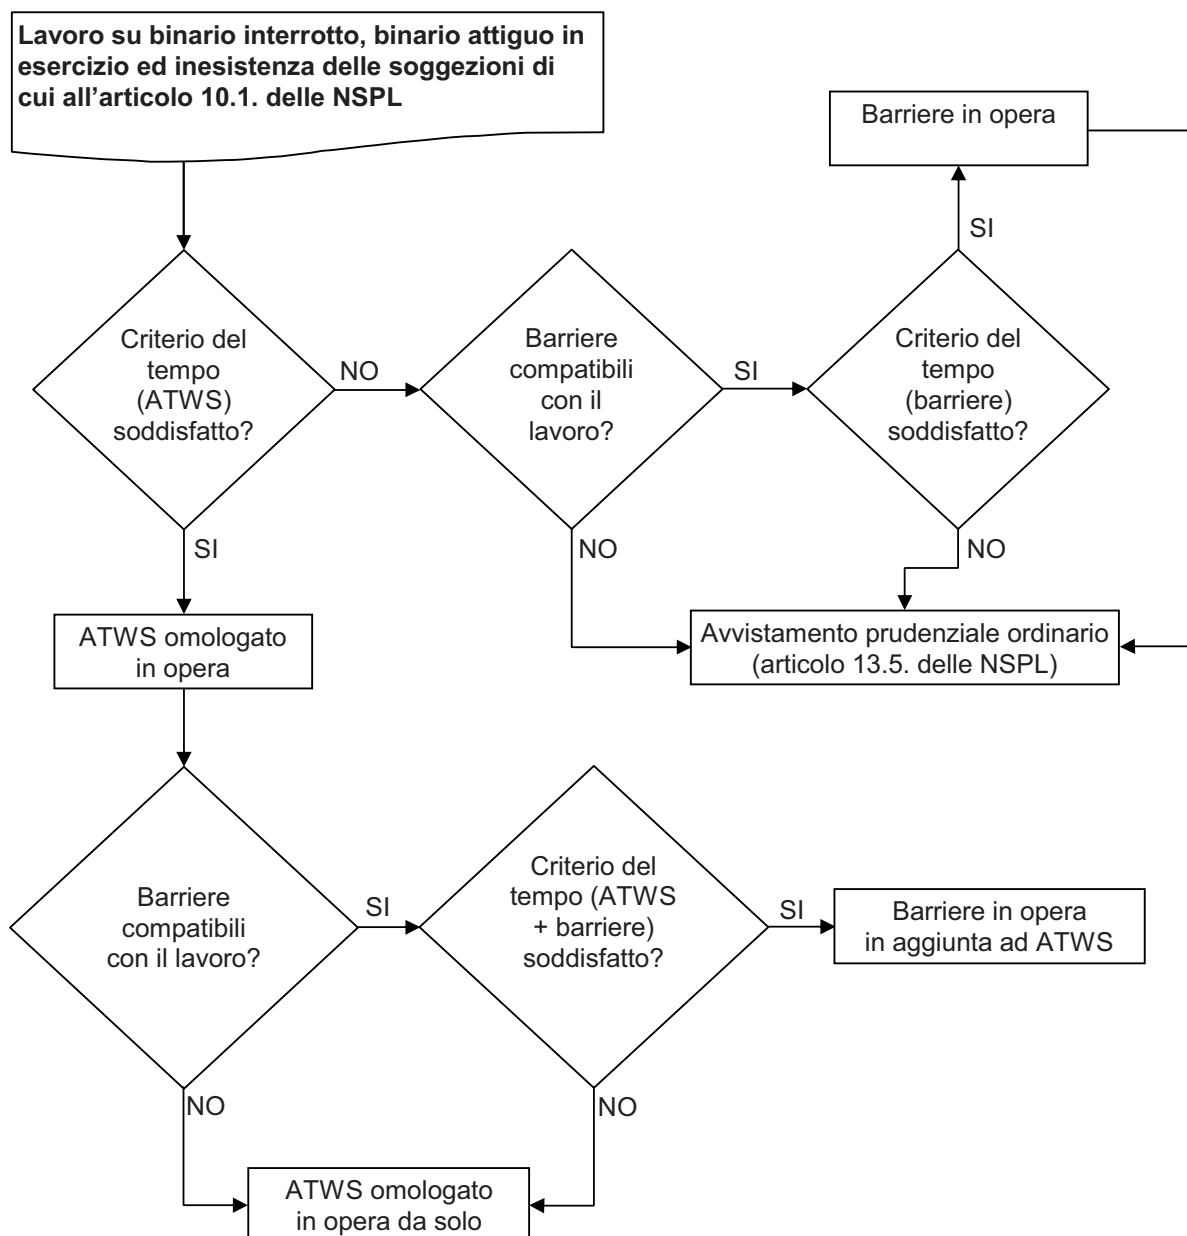 Lavoro su binario interrotto, binario attiguo in
esercizio ed inesistenza delle soggezioni di
cui all'articolo 10.1. delle NSPL
Barriere in opera
SI
Criterio del
tempo
(ATWS)
soddisfatto?
NO
Barriere
compatibili
con il
lavoro?
SI
Criterio del
tempo
(barriere)
soddisfatto?
SI
NO
NO
ATWS omologato
in opera
Avvistamento prudenziale ordinario
(articolo 13.5. delle NSPL)
Barriere
compatibili
con il lavoro?
SI
Criterio del
tempo (ATWS
+ barriere)
soddisfatto?
SI
Barriere in opera
in aggiunta ad ATWS
NO
NO
ATWS omologato
in opera da solo